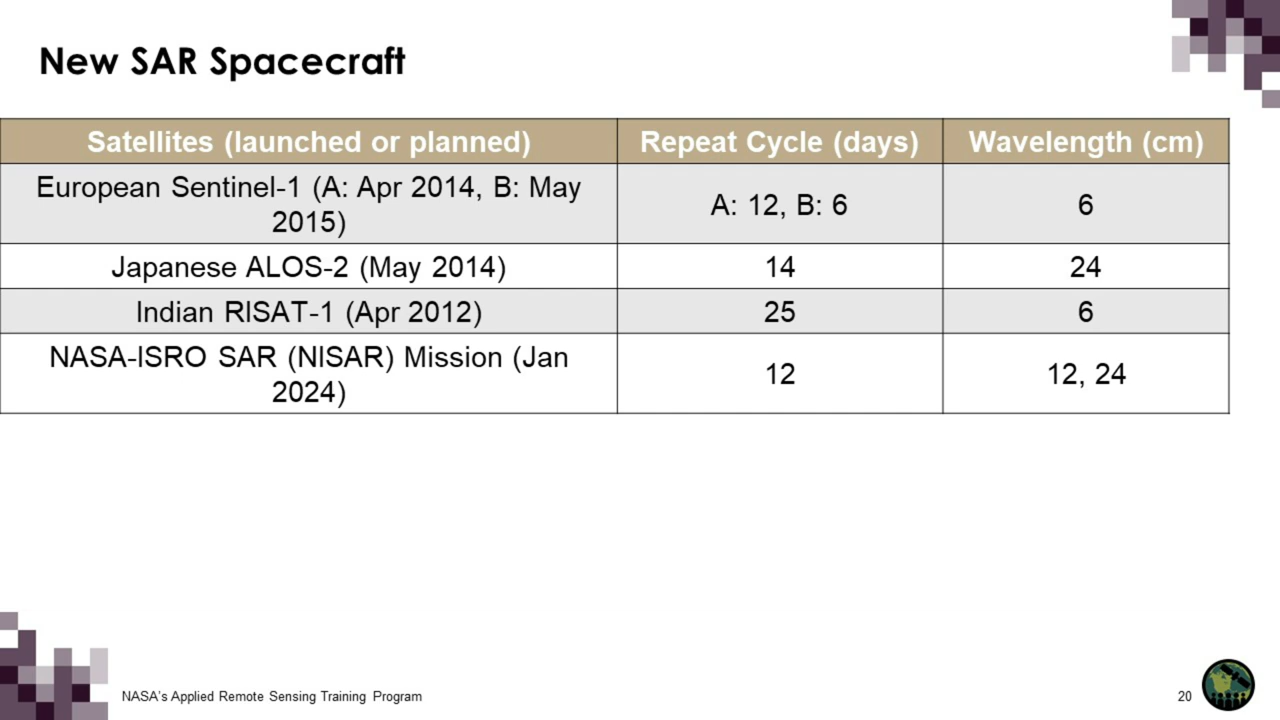 New SAR Spacecraft
Satellites (launched or planned) Repeat Cycle (days) Wavelength (cm)
European Sentinel-1 (A: Apr 2014, B: May
2015) A: 12, B: 6 6
Japanese ALOS-2 (May 2014) 14 24
Indian RISAT-1 (Apr 2012) 25 6
NASA-ISRO SAR (NISAR) Mission (Jan
2024) 12 12, 24
NASA's Applied Remote Sensing Training Program 20